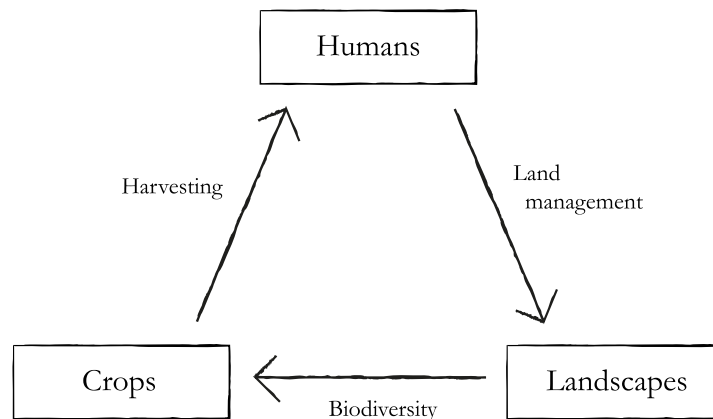 Humans
Harvesting
Land
management
Crops
Landscapes
Biodiversity